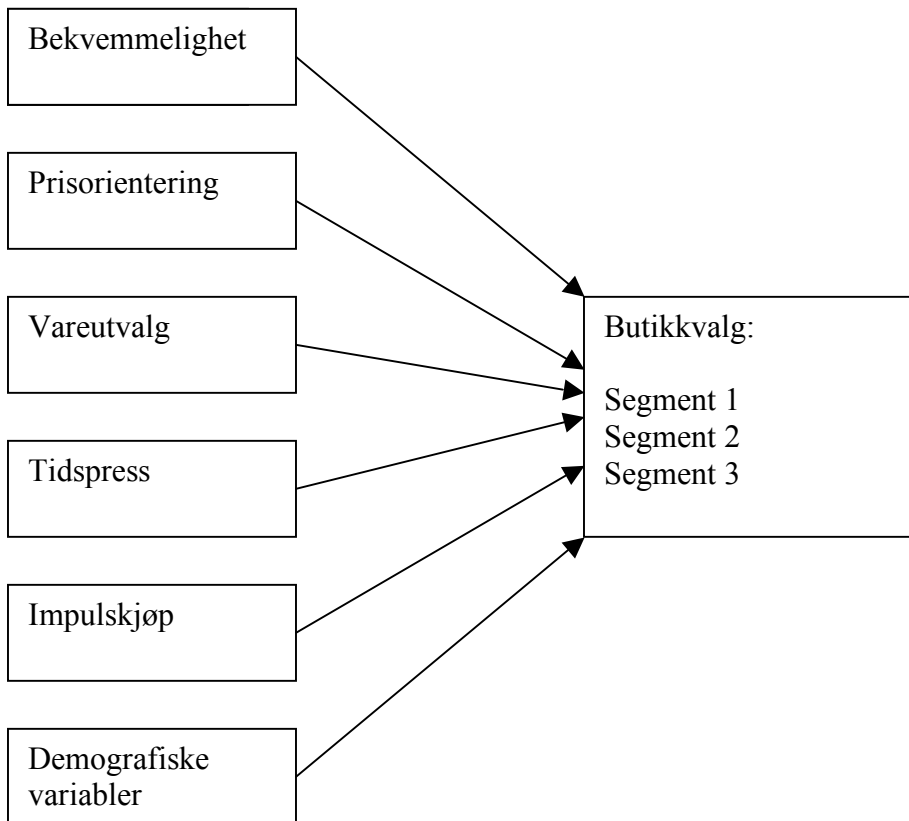 Bekvemmelighet
Prisorientering
Vareutvalg
Tidspress
Impulskjøp
Demografiske
variabler
Butikkvalg:
Segment 1
Segment 2
Segment 3